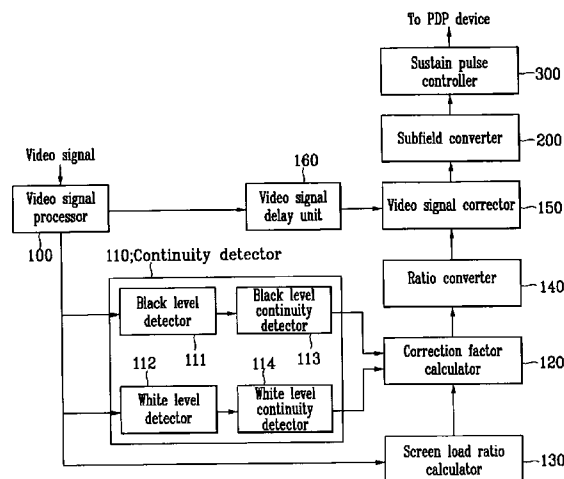 To PDP device
Sustain pulse
controller
300
Subfield converter
200
Video signal
160
Video signal
processor
Video signal
delay unit
Video signal corrector
100
150
110;Continuity detector
Ratio converter
140
Black level
detector
Black level
continuity
detector
111
113
112
114
Correction factor
calculator
120
White level
detector
White level
continuity
detector
Screen load ratio
calculator
130